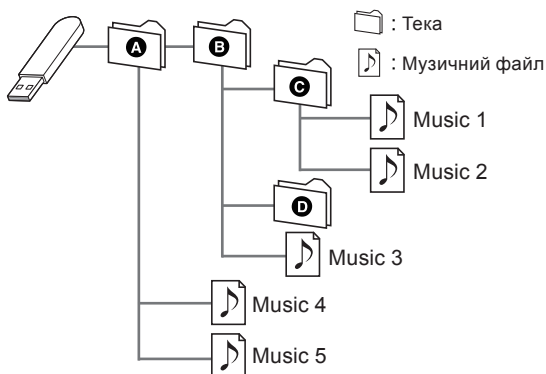 A
B
: Тека
: Музичний файл
C
Music 1
Music 2
D
Music 3
Music 4
Music 5